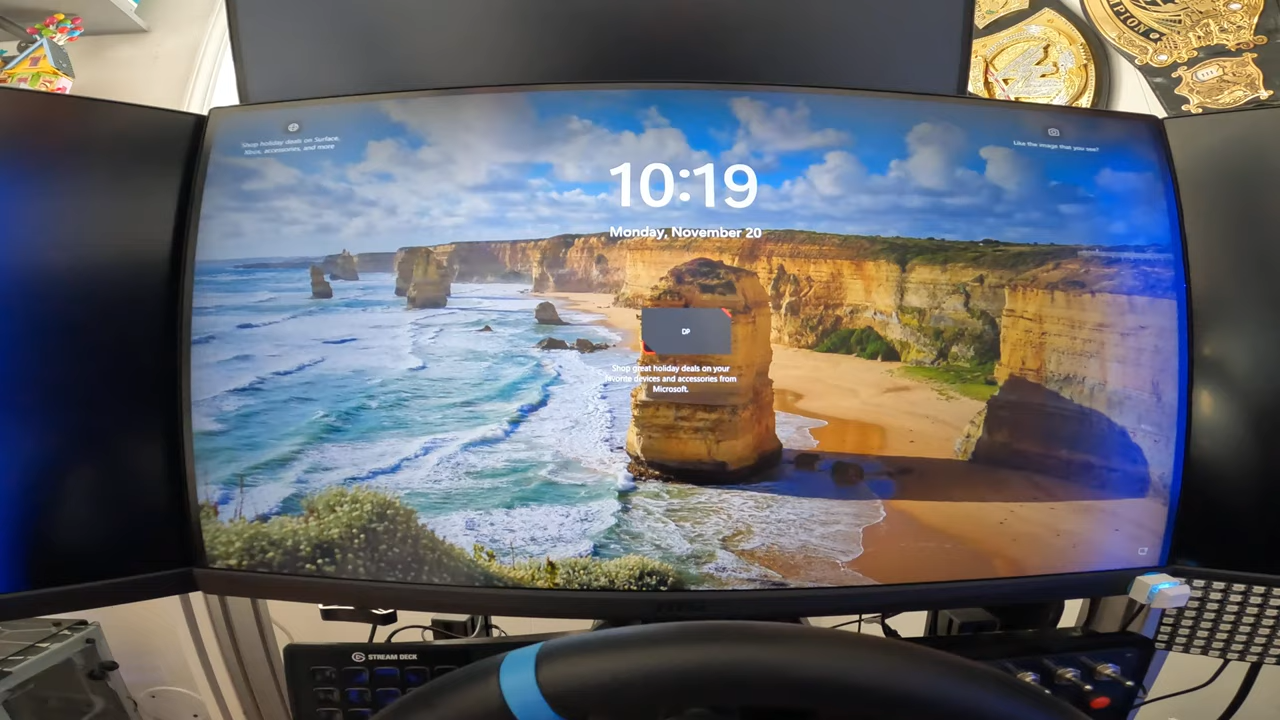 CHAMPION
Shop holiday deals on Surface,
Xbox, accessories, and more
Like the image that you see?
10:19
Monday, November 20
DP
Shop great holiday deals on your
favorite devices and accessories from
Microsoft.
STREAM DECK